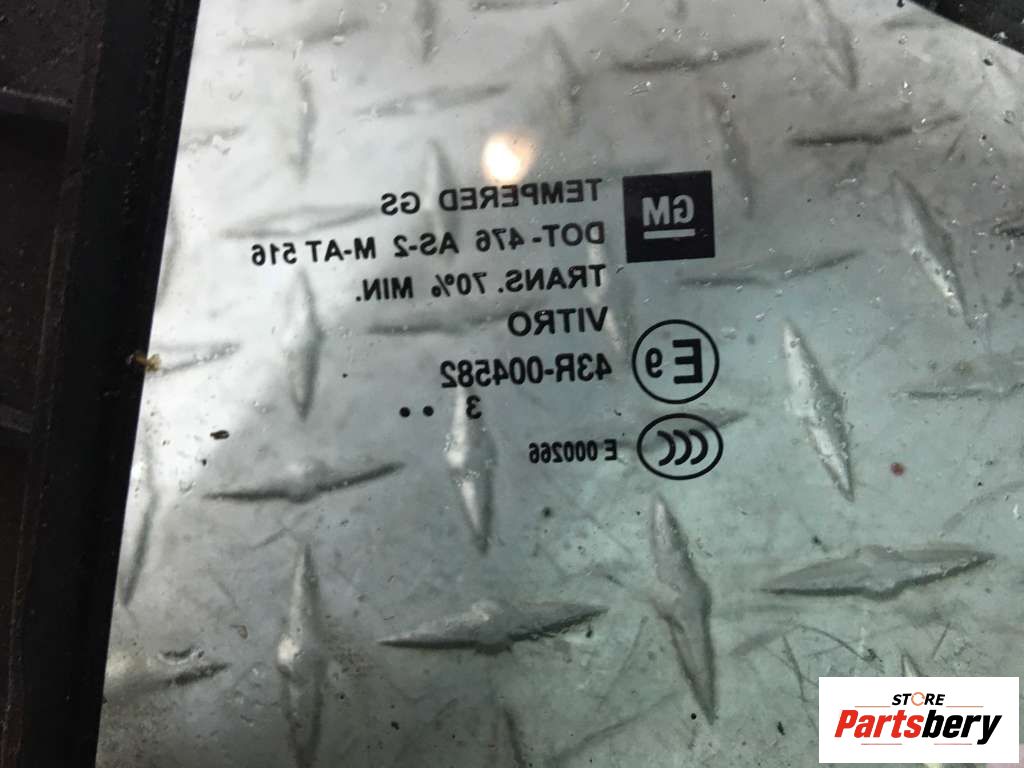 GM
TEMPERED GS
DOT-476 AS-2 M-AT 516
TRANS. 70% MIN.
VITRO
E9
43R-004582
3 • •
CCC
E 000266
STORE
Partsbery